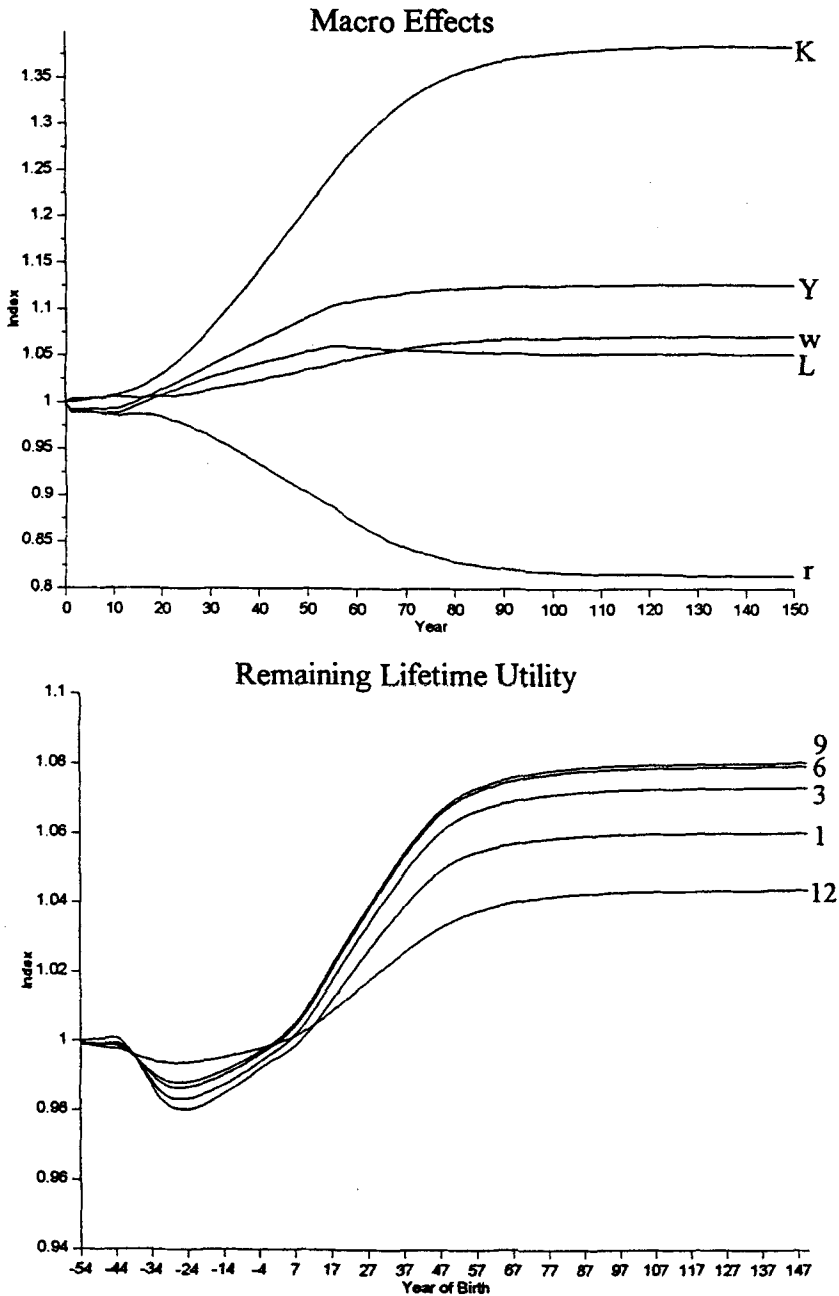 Macro Effects
1.35
1.3
1.25
1.2
1.15
1.1
1.05
1
0.95
0.9
0.85
0.8
Index
K
Y
w
L
r
0 10 20 30 40 50 60 70 80 90 100 110 120 130 140 150
Year
Remaining Lifetime Utility
1.1
1.08
1.06
1.04
1.02
1
0.98
0.96
0.94
Index
9
6
3
1
12
-54 -44 -34 -24 -14 -4 7 17 27 37 47 57 67 77 87 97 107 117 127 137 147
Year of Birth